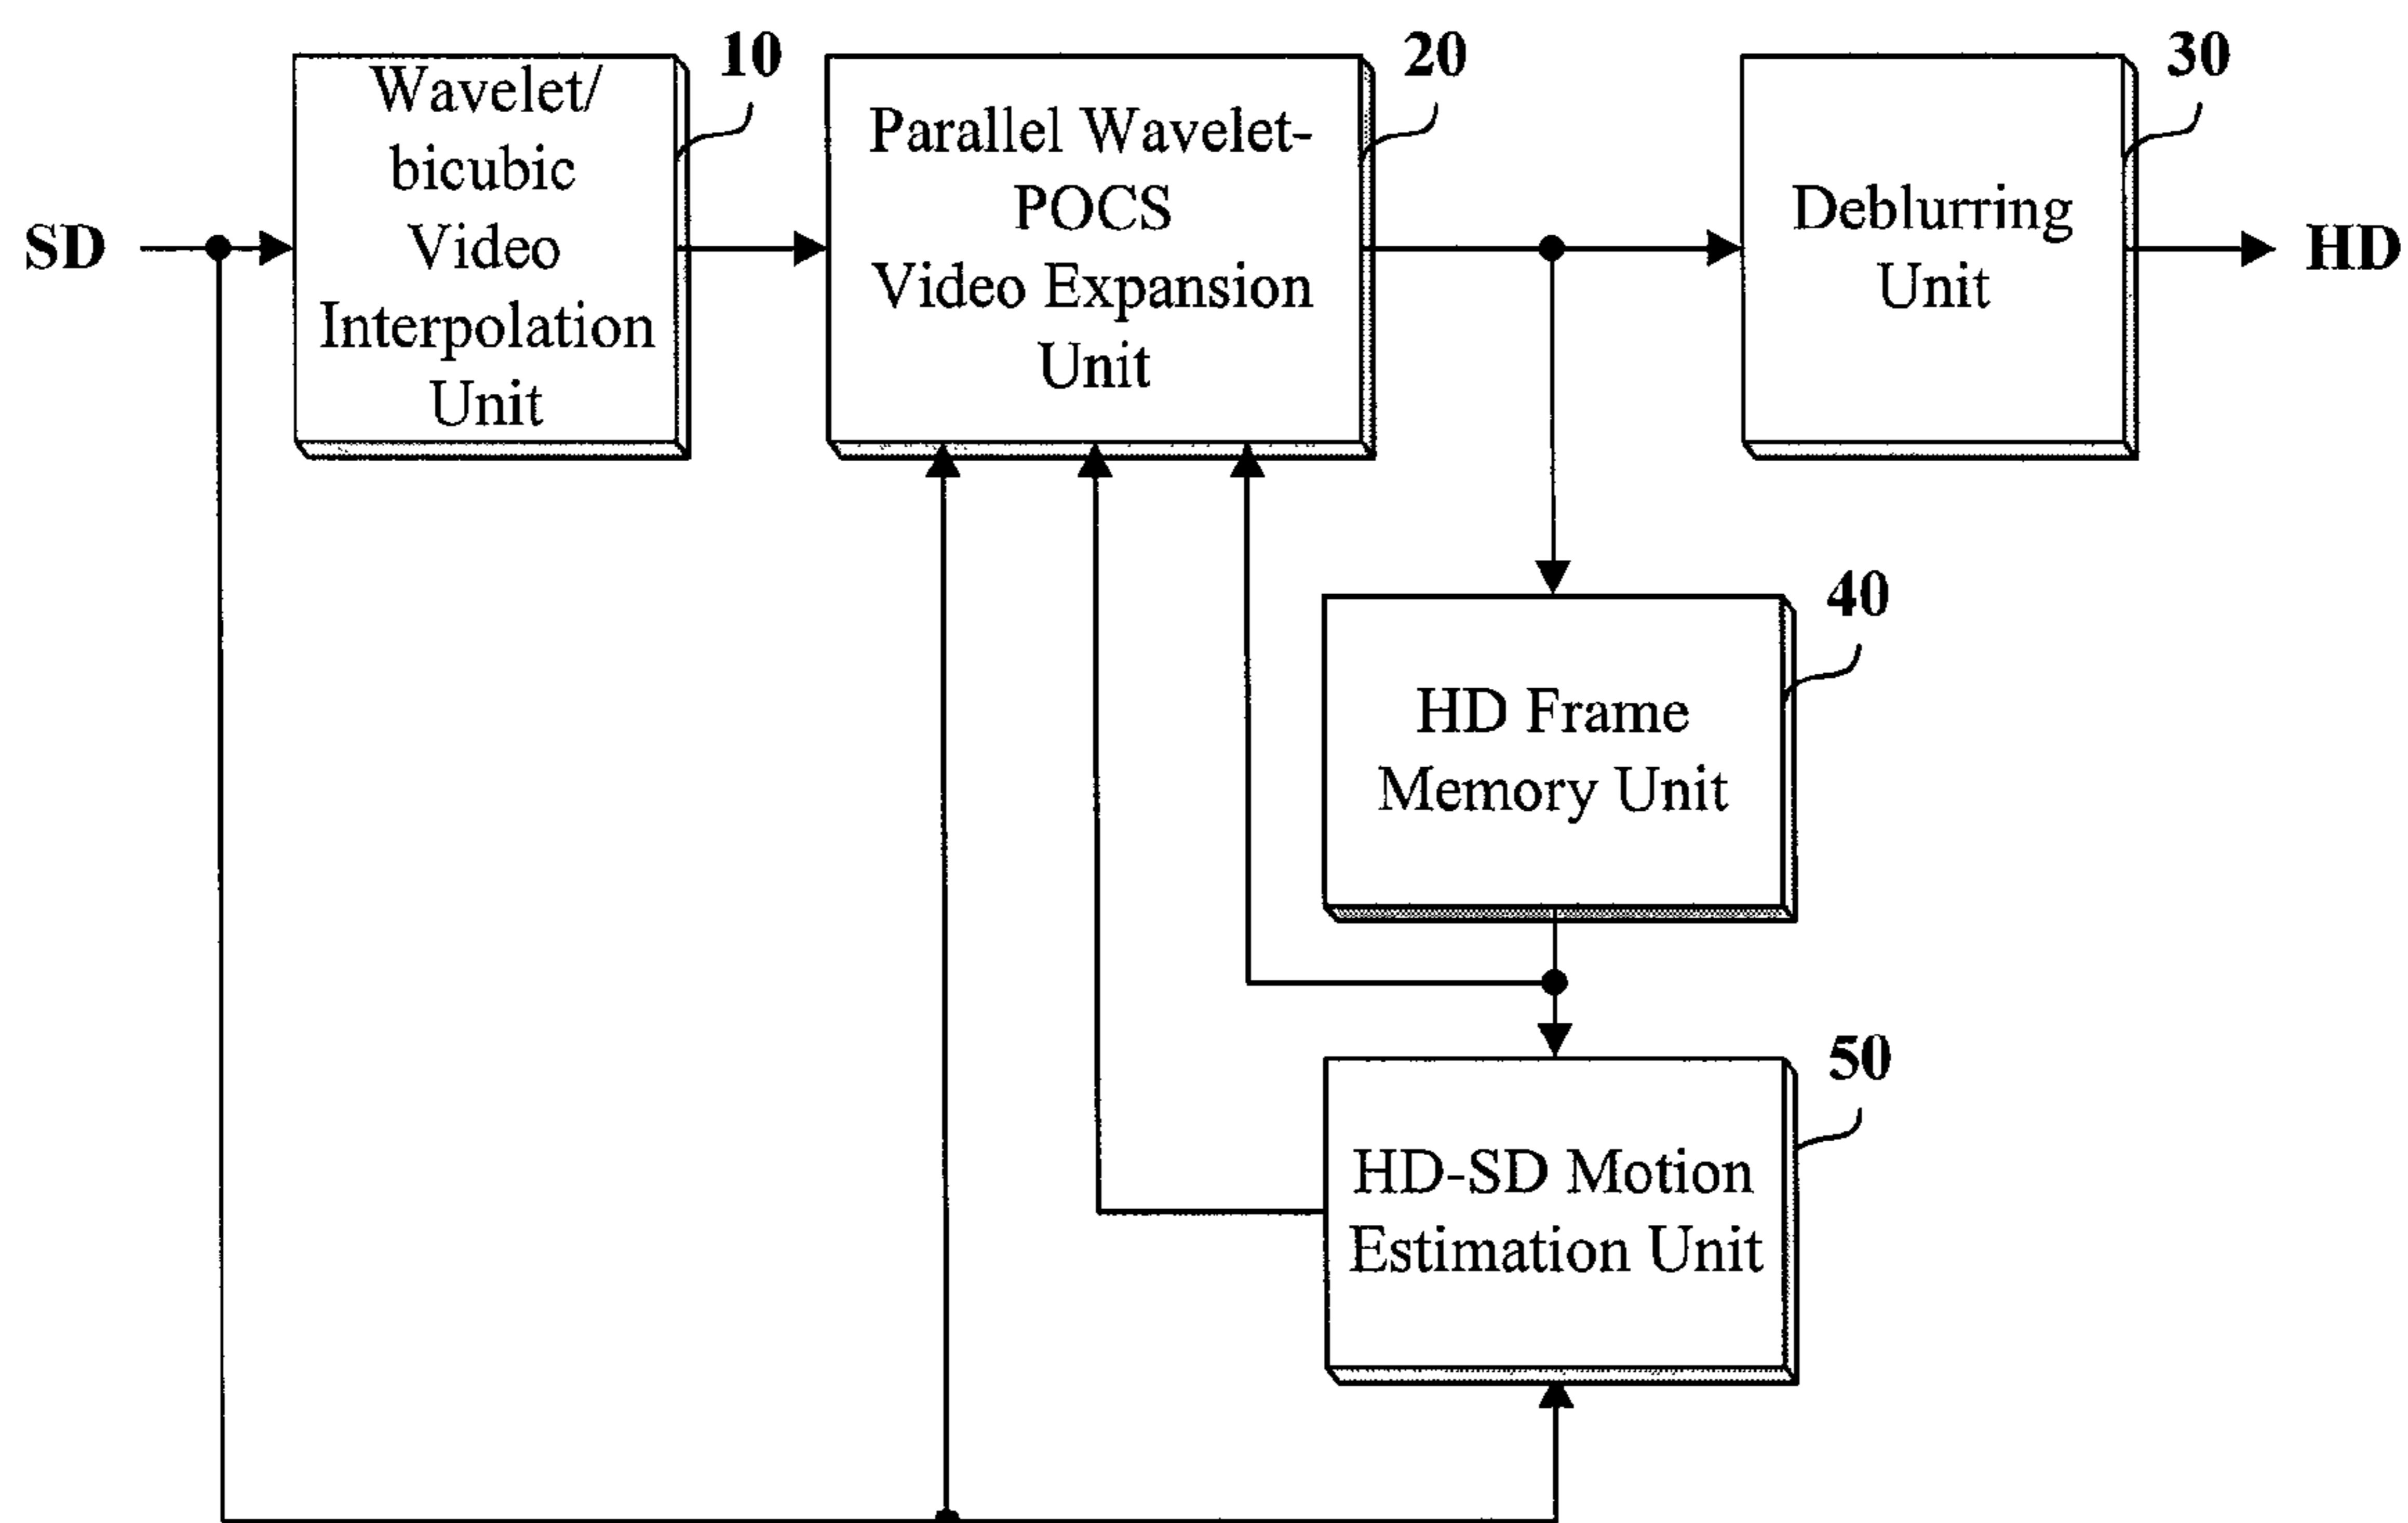 10
20
30
Wavelet/
bicubic
Video
Interpolation
Unit
Parallel Wavelet-
POCS
Video Expansion
Unit
Deblurring
Unit
SD
HD
40
HD Frame
Memory Unit
50
HD-SD Motion
Estimation Unit